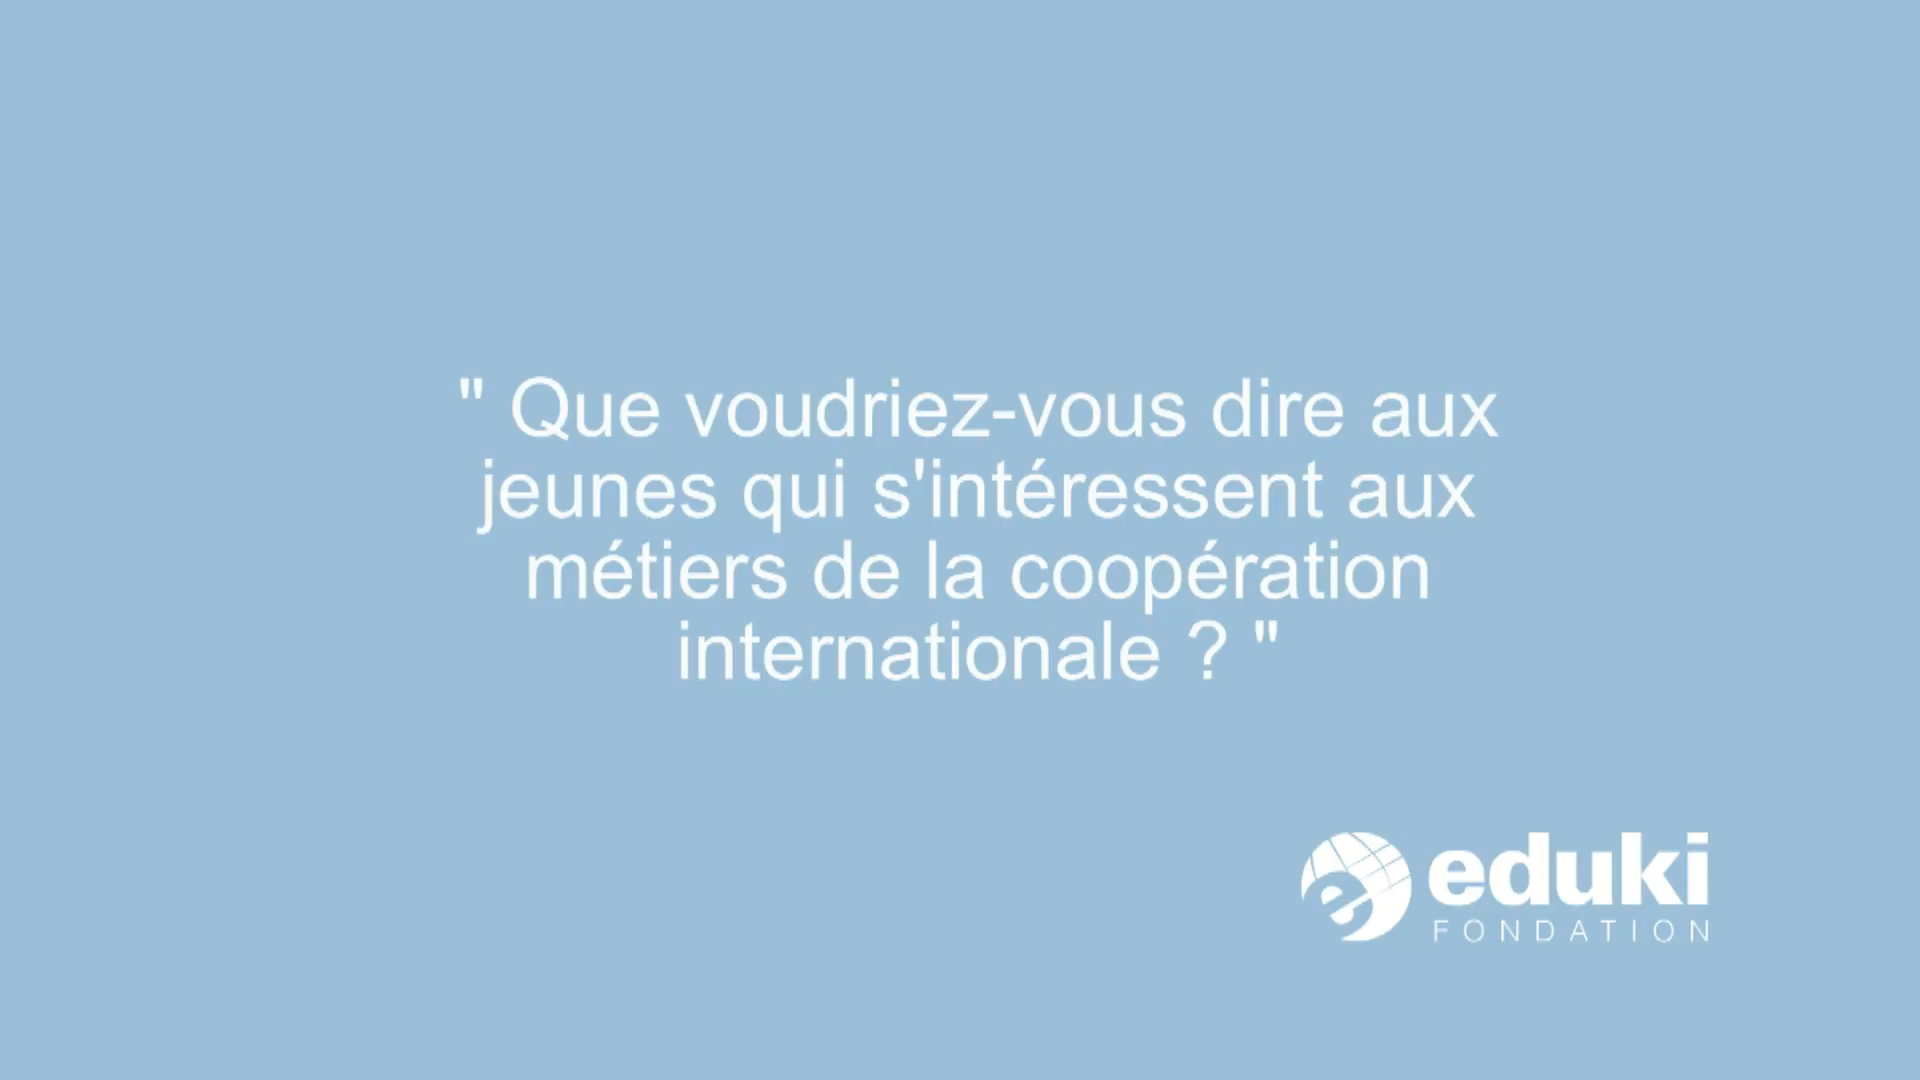 " Que voudriez-vous dire aux
jeunes qui s'intéressent aux
métiers de la coopération
internationale ? "
eduki
FONDATION